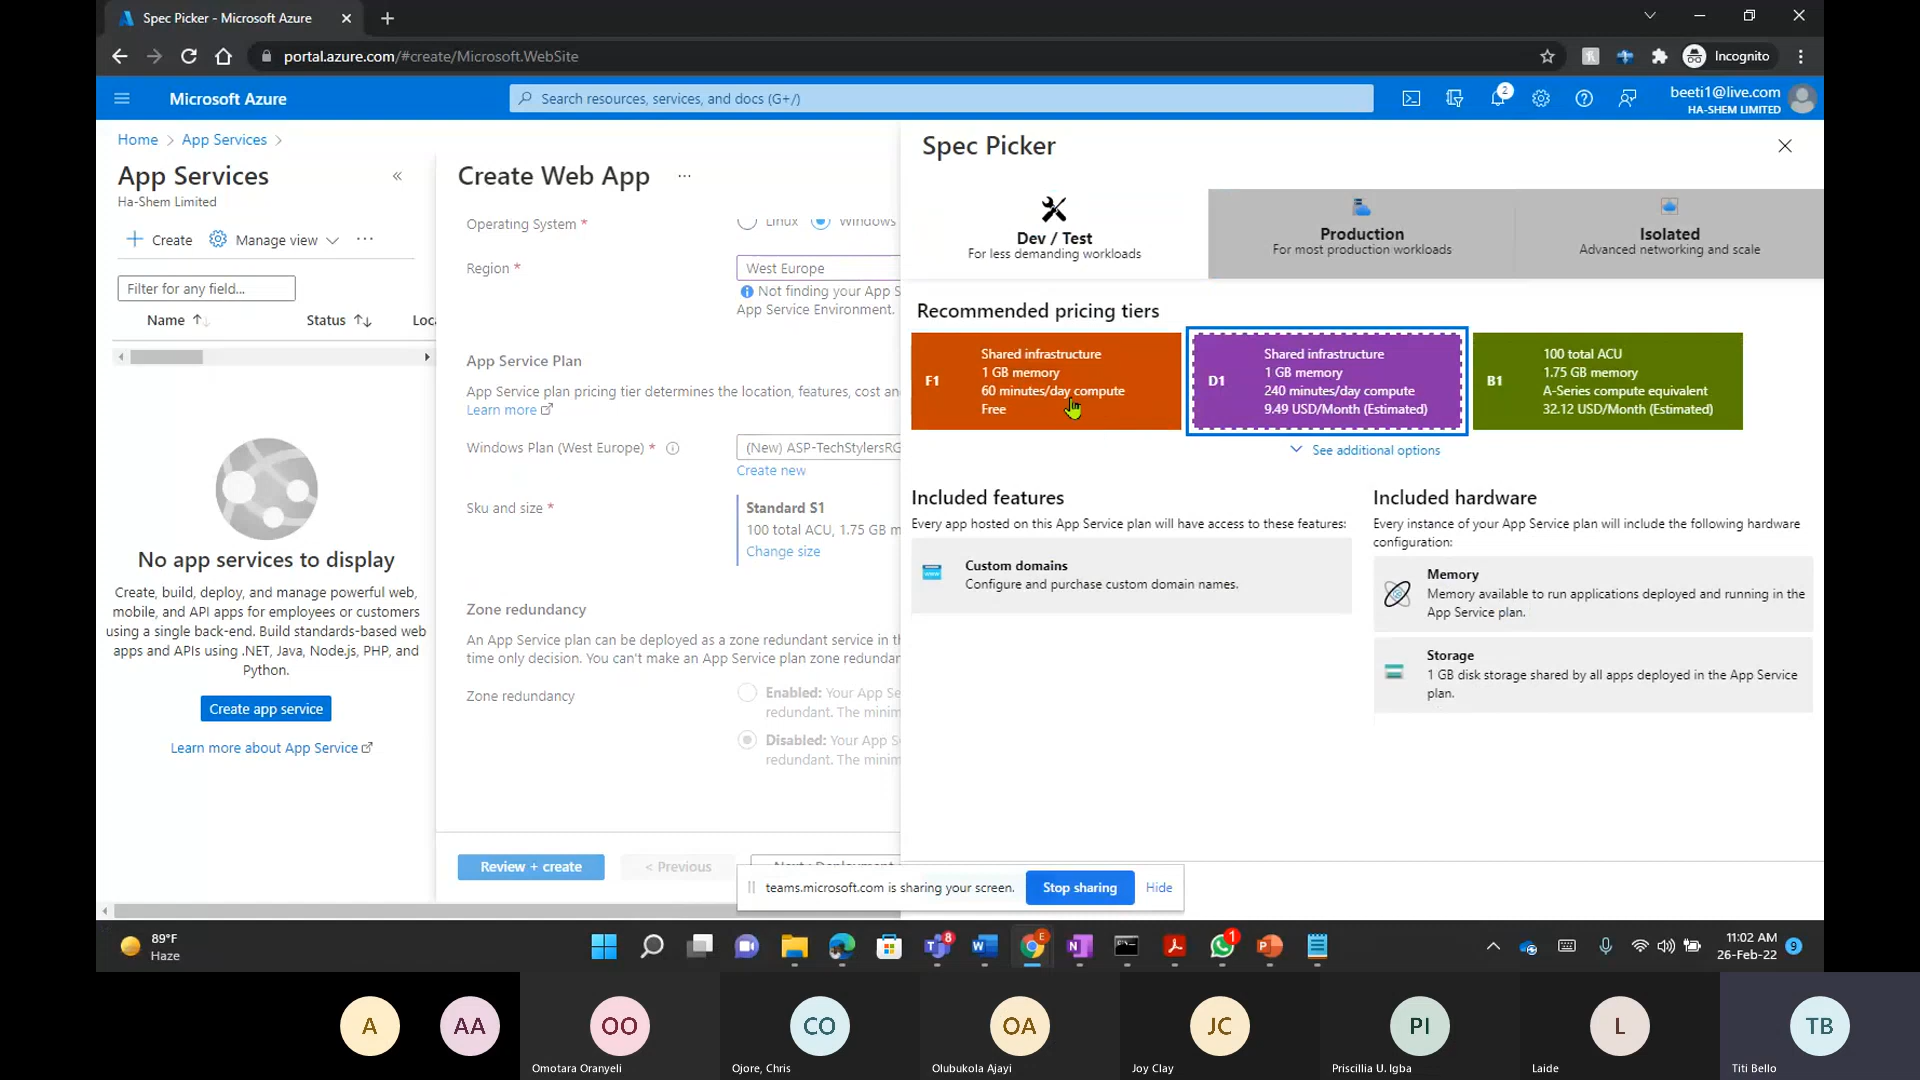 Spec Picker - Microsoft Azure
portal.azure.com/#create/Microsoft.WebSite
Incognito
Microsoft Azure
Search resources, services, and docs (G+/)
2
beeti1@live.com
HA-SHEM LIMITED
Home > App Services >
App Services
Ha-Shem Limited
Create
Manage view
Filter for any field...
Name
Status
Loca
No app services to display
Create, build, deploy, and manage powerful web,
mobile, and API apps for employees or customers
using a single back-end. Build standards-based web
apps and APIs using .NET, Java, Node.js, PHP, and
Python.
Create app service
Learn more about App Service
Create Web App
Operating System *
Linux
Windows
Region *
West Europe
Not finding your App S
App Service Environment.
App Service Plan
App Service plan pricing tier determines the location, features, cost an
Learn more
Windows Plan (West Europe) *
(New) ASP-TechStylersRG
Create new
Sku and size *
Standard S1
100 total ACU, 1.75 GB m
Change size
Zone redundancy
An App Service plan can be deployed as a zone redundant service in th
time only decision. You can't make an App Service plan zone redundan
Zone redundancy
Enabled: Your App Se
redundant. The minim
Disabled: Your App S
redundant. The minim
Review + create
< Previous
Next : Deployment
Spec Picker
Dev / Test
For less demanding workloads
Production
For most production workloads
Isolated
Advanced networking and scale
Recommended pricing tiers
F1
Shared infrastructure
1 GB memory
60 minutes/day compute
Free
D1
Shared infrastructure
1 GB memory
240 minutes/day compute
9.49 USD/Month (Estimated)
B1
100 total ACU
1.75 GB memory
A-Series compute equivalent
32.12 USD/Month (Estimated)
See additional options
Included features
Every app hosted on this App Service plan will have access to these features:
Custom domains
Configure and purchase custom domain names.
Included hardware
Every instance of your App Service plan will include the following hardware
configuration:
Memory
Memory available to run applications deployed and running in the
App Service plan.
Storage
1 GB disk storage shared by all apps deployed in the App Service
plan.
teams.microsoft.com is sharing your screen.
Stop sharing
Hide
89°F
Haze
8
E
1
11:02 AM
26-Feb-22
9
A
AA
OO
Omotara Oranyeli
CO
Ojore, Chris
OA
Olubukola Ajayi
JC
Joy Clay
PI
Priscillia U. Igba
L
Laide
TB
Titi Bello